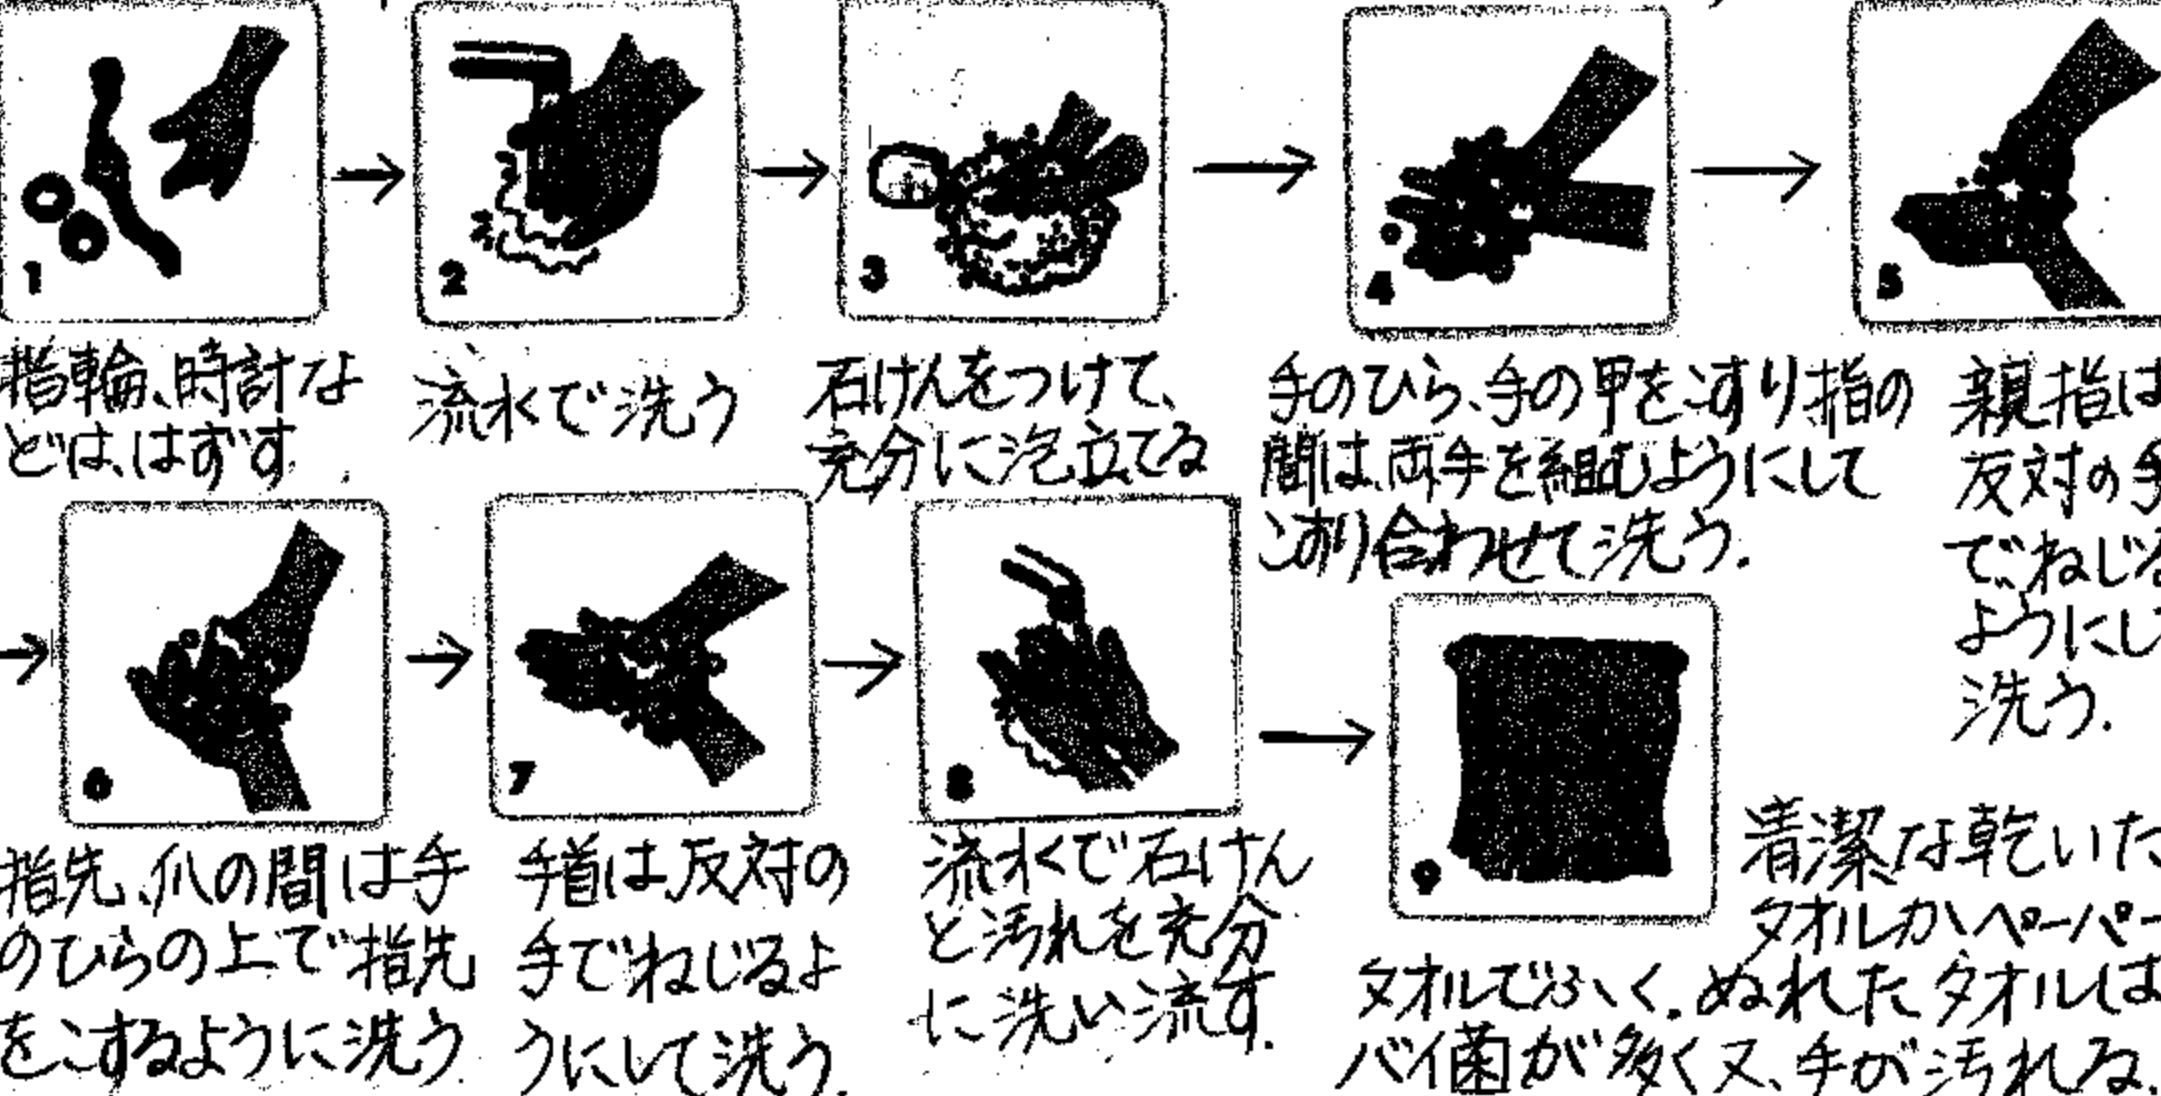 1
指輪、時計な
どは、はずす
2
流水で洗う
3
石けんをつけて、
充分に泡立てる
4
手のひら、手の甲をこすり指の
間は、両手を組むようにして
こすり合わせて洗う.
5
親指は
反対の手
でねじる
ようにし
洗う.
6
指先、爪の間は手
のひらの上で指先
をこするように洗う
7
手首は、反対の
手でねじるよ
うにして洗う.
8
流水で石けん
と汚れを充分
に洗い流す.
9
清潔な乾いた
タオルかペーパー
タオルでふく.ぬれたタオルは
バイ菌が多く又、手が汚れる.